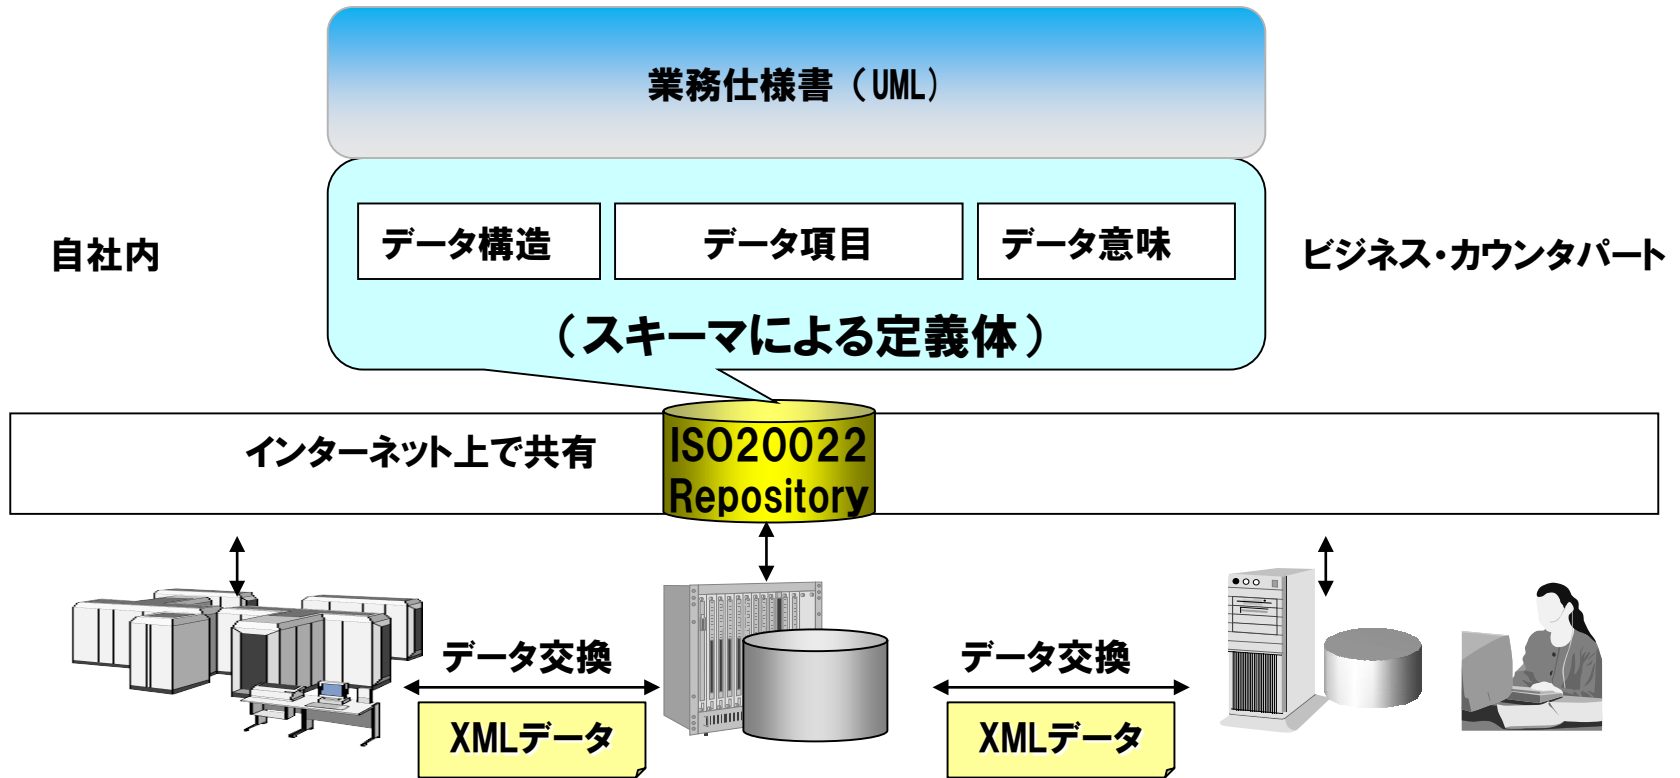 業務仕様書（UML）
自社内
データ構造
データ項目
データ意味
ビジネス・カウンタパート
（スキーマによる定義体）
インターネット上で共有
ISO20022
Repository
データ交換
データ交換
XMLデータ
XMLデータ